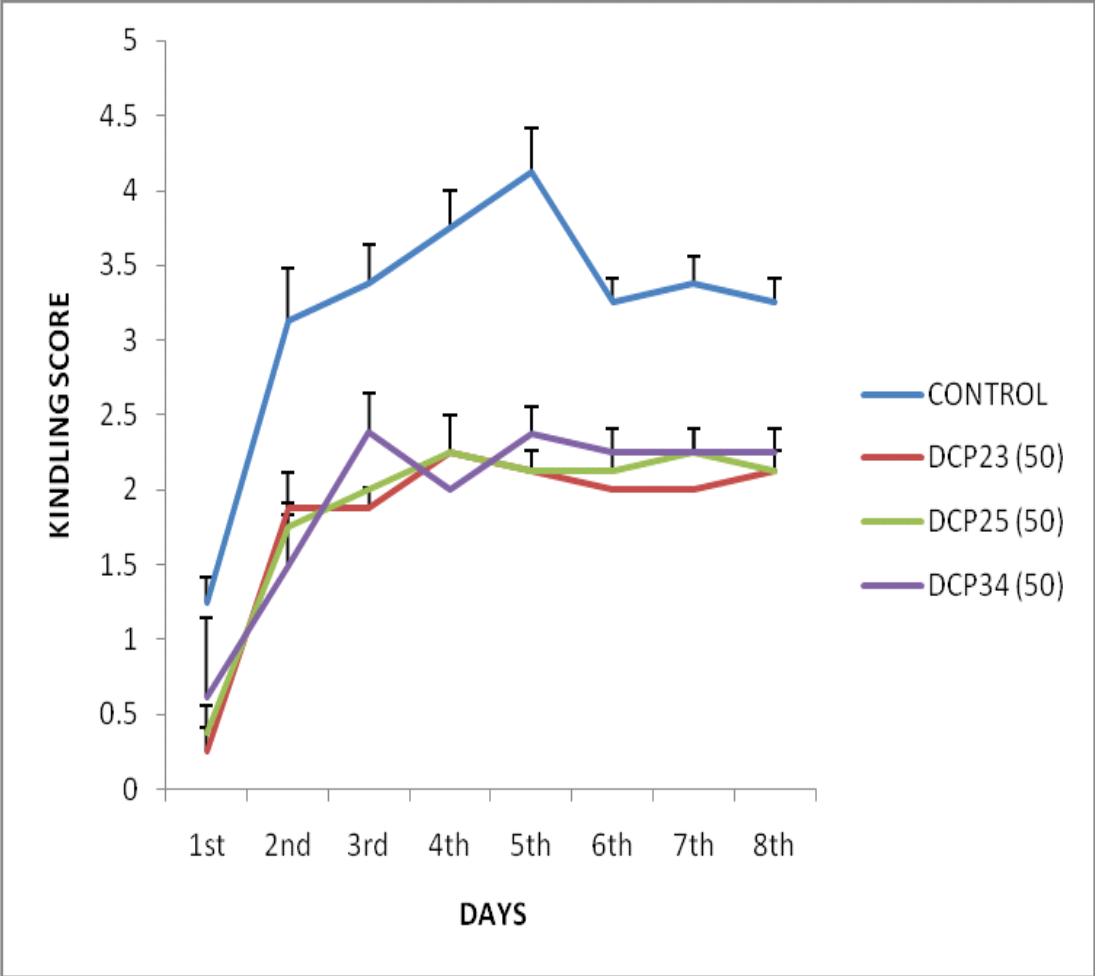 5
4.5
4
3.5
3
2.5
2
1.5
1
0.5
0
KINDLING SCORE
1st 2nd 3rd 4th 5th 6th 7th 8th
DAYS
CONTROL
DCP23 (50)
DCP25 (50)
DCP34 (50)